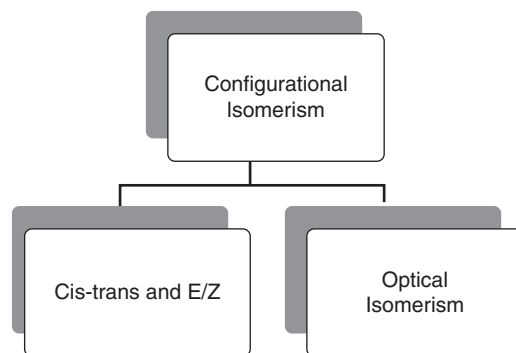 Configurational
Isomerism
Cis-trans and E/Z
Optical
Isomerism